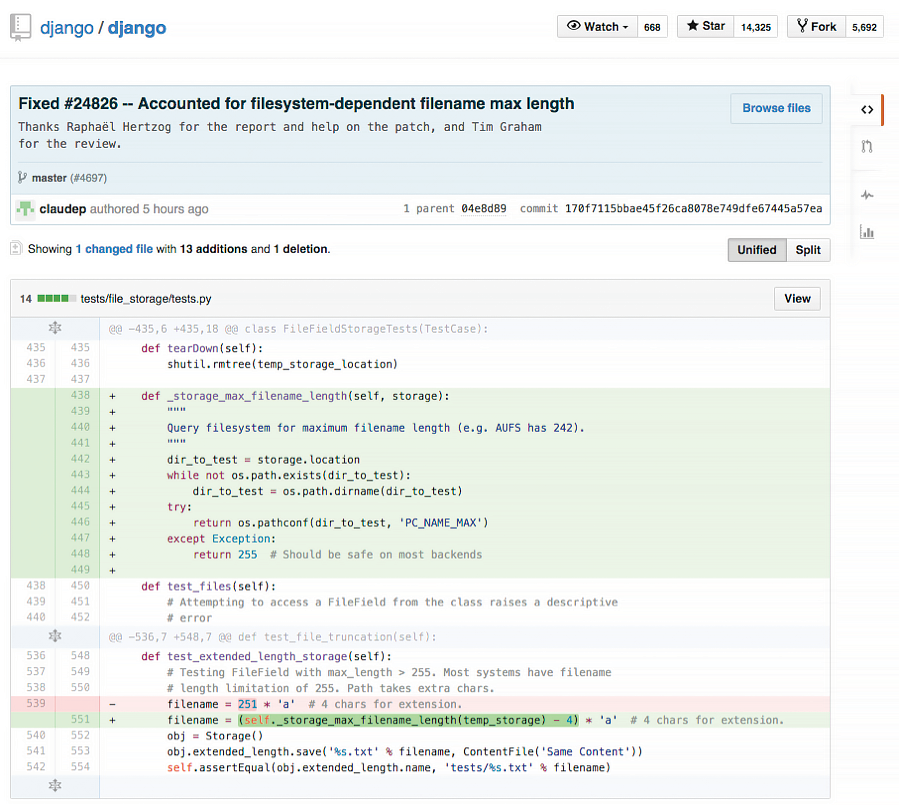 django / django
Watch 668 Star 14,325 Fork 5,692
Fixed #24826 -- Accounted for filesystem-dependent filename max length
Browse files
Thanks Raphaël Hertzog for the report and help on the patch, and Tim Graham
for the review.
master (#4697)
claudep authored 5 hours ago 1 parent 04e8d89 commit 170f7115bbae45f26ca8078e749dfe67445a57ea
Showing 1 changed file with 13 additions and 1 deletion.
Unified Split
14 tests/file_storage/tests.py View
@@ -435,6 +435,18 @@ class FileFieldStorageTests(TestCase):
435 435 def tearDown(self):
436 436 shutil.rmtree(temp_storage_location)
437 437
438 + def _storage_max_filename_length(self, storage):
439 + """
440 + Query filesystem for maximum filename length (e.g. AUFS has 242).
441 + """
442 + dir_to_test = storage.location
443 + while not os.path.exists(dir_to_test):
444 + dir_to_test = os.path.dirname(dir_to_test)
445 + try:
446 + return os.pathconf(dir_to_test, 'PC_NAME_MAX')
447 + except Exception:
448 + return 255 # Should be safe on most backends
449 +
438 450 def test_files(self):
439 451 # Attempting to access a FileField from the class raises a descriptive
440 452 # error
@@ -536,7 +548,7 @@ def test_file_truncation(self):
536 548 def test_extended_length_storage(self):
537 549 # Testing FileField with max_length > 255. Most systems have filename
538 550 # length limitation of 255. Path takes extra chars.
539 - filename = 251 * 'a' # 4 chars for extension.
551 + filename = (self._storage_max_filename_length(temp_storage) - 4) * 'a' # 4 chars for extension.
540 552 obj = Storage()
541 553 obj.extended_length.save('%s.txt' % filename, ContentFile('Same Content'))
542 554 self.assertEqual(obj.extended_length.name, 'tests/%s.txt' % filename)